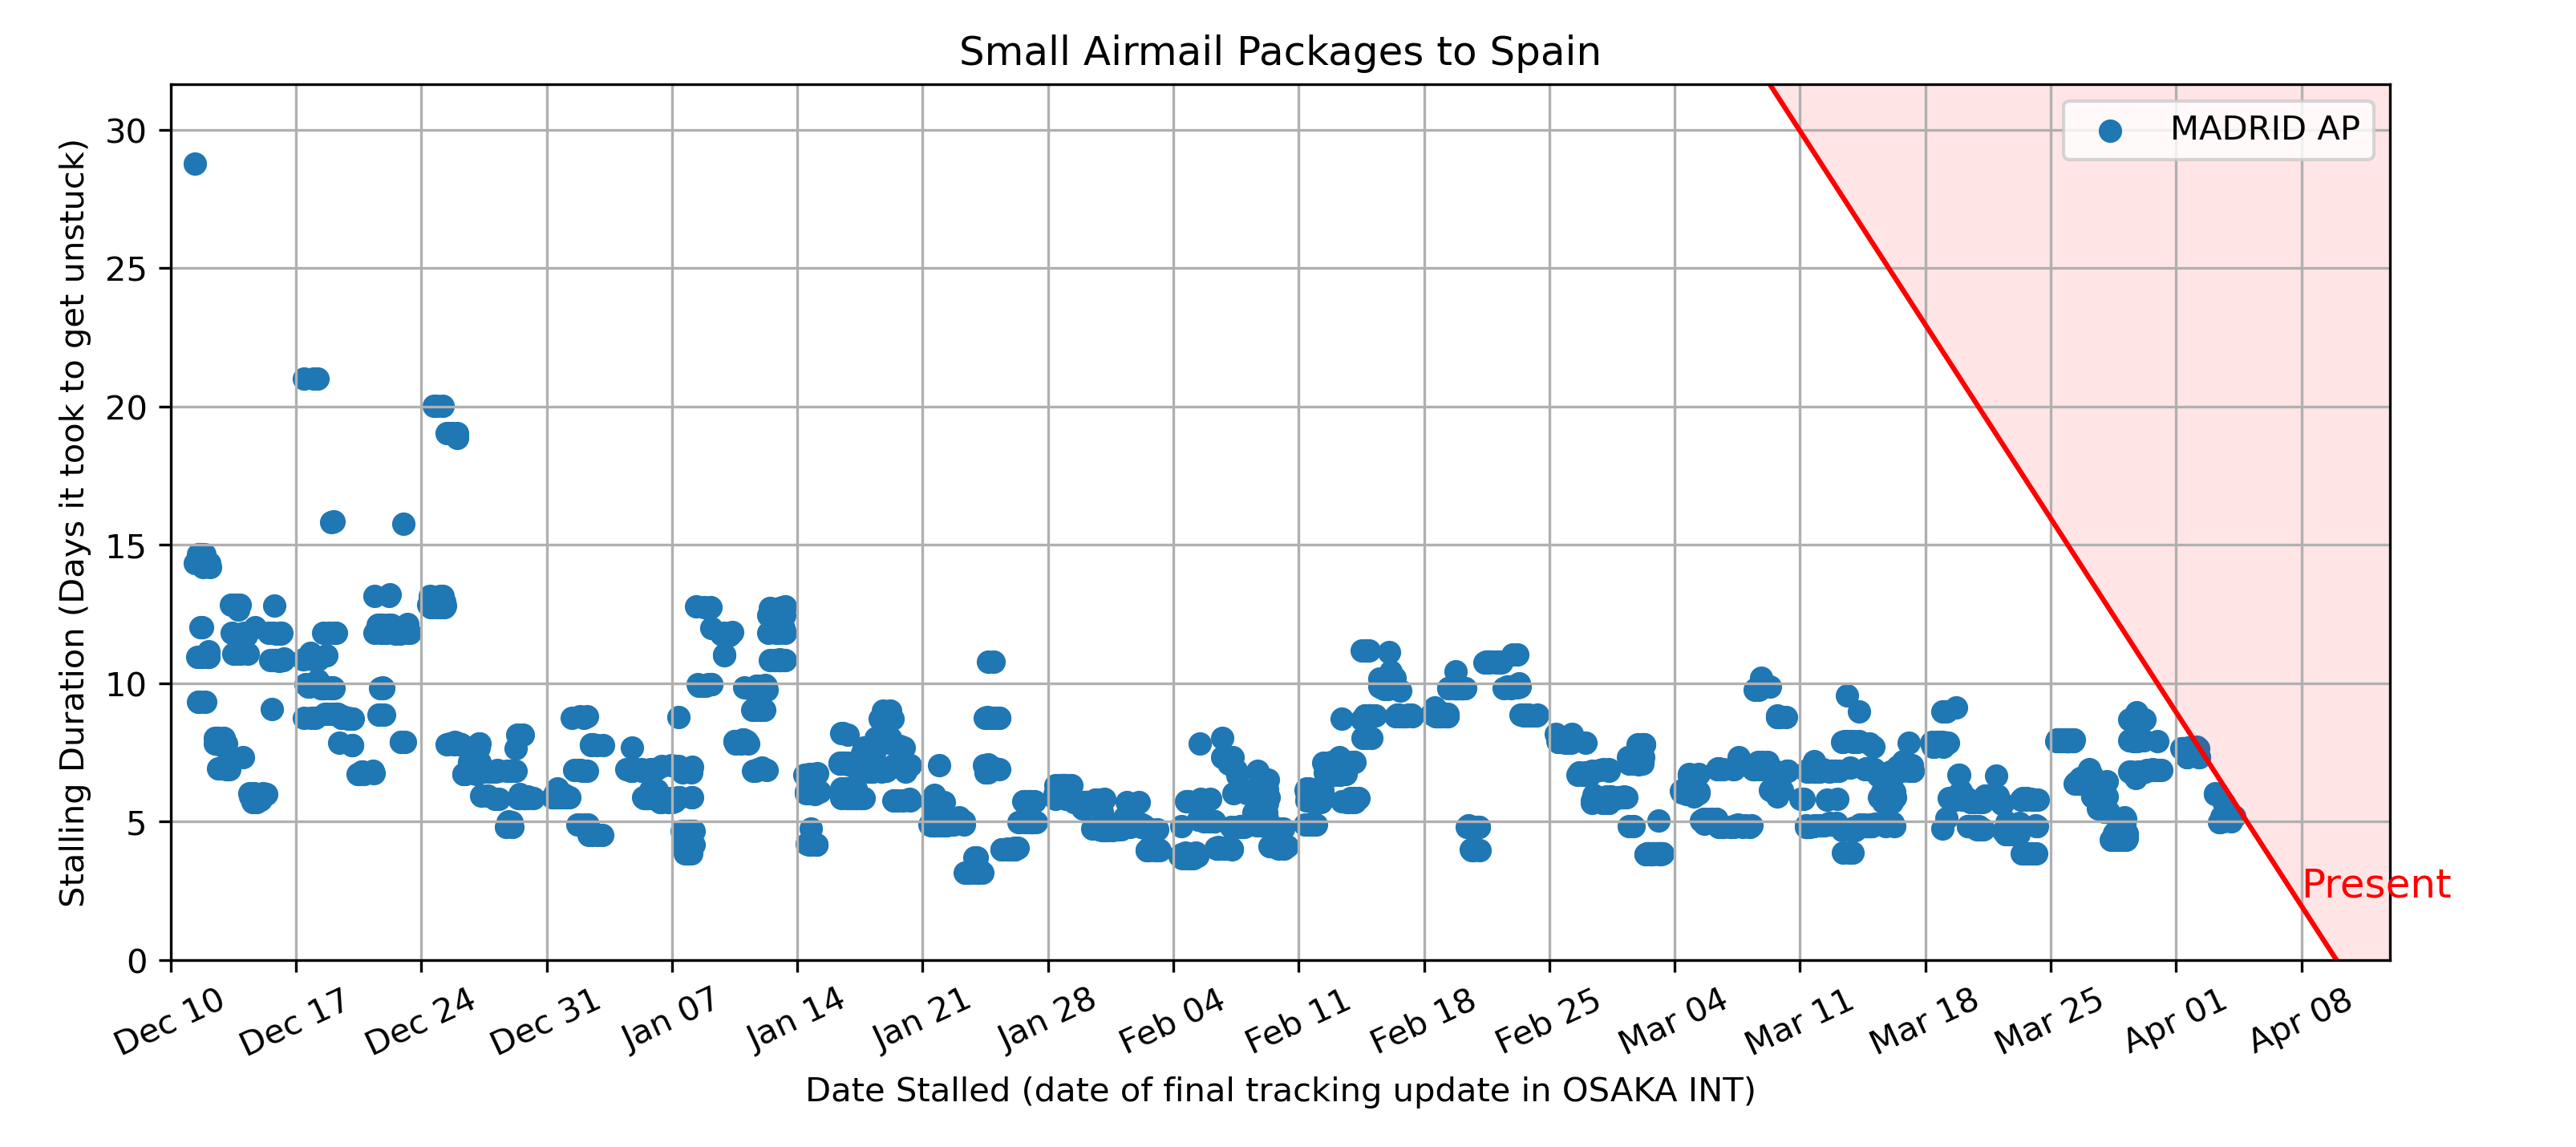 Small Airmail Packages to Spain
MADRID AP
Stalling Duration (Days it took to get unstuck)
30
25
20
15
10
5
0
Present
Dec 10
Dec 17
Dec 24
Dec 31
Jan 07
Jan 14
Jan 21
Jan 28
Feb 04
Feb 11
Feb 18
Feb 25
Mar 04
Mar 11
Mar 18
Mar 25
Apr 01
Apr 08
Date Stalled (date of final tracking update in OSAKA INT)